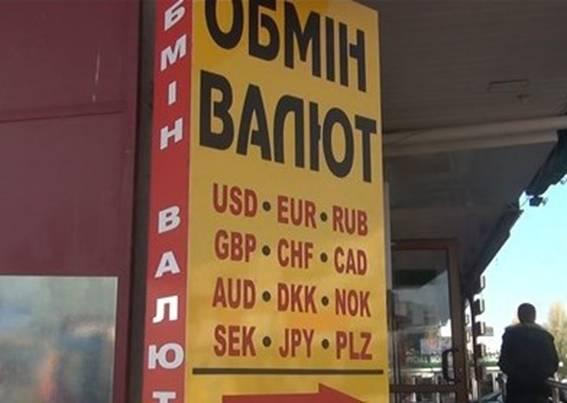 ОБМІН ВАЛЮТ
ОБМІН
ВАЛЮТ
USD • EUR • RUB
GBP • CHF • CAD
AUD • DKK • NOK
SEK • JPY • PLZ